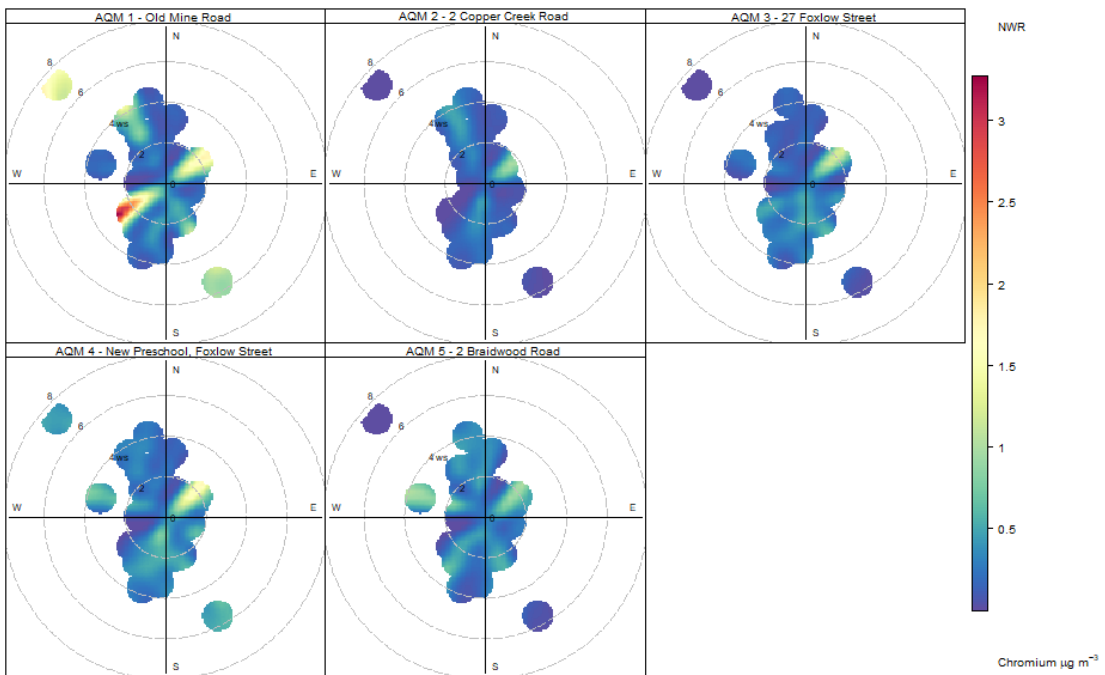 AQM 1 - Old Mine Road
AQM 2 - 2 Copper Creek Road
AQM 3 - 27 Foxlow Street
NWR
N
8
6
4 ws
2
0
W
E
S
N
8
6
4 ws
2
0
W
E
S
N
8
6
4 ws
2
0
W
E
S
3
2.5
2
1.5
1
0.5
AQM 4 - New Preschool, Foxlow Street
AQM 5 - 2 Braidwood Road
N
8
6
4 ws
2
0
W
E
S
N
8
6
4 ws
2
0
W
E
S
Chromium μg m⁻³